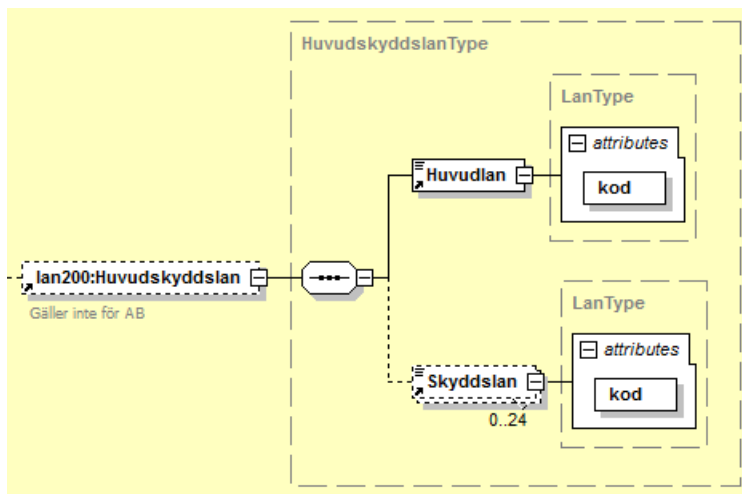 HuvudskyddslanType
LanType
attributes
Huvudlan
kod
lan200:Huvudskyddslan
Gäller inte för AB
LanType
attributes
Skyddslan
kod
0..24